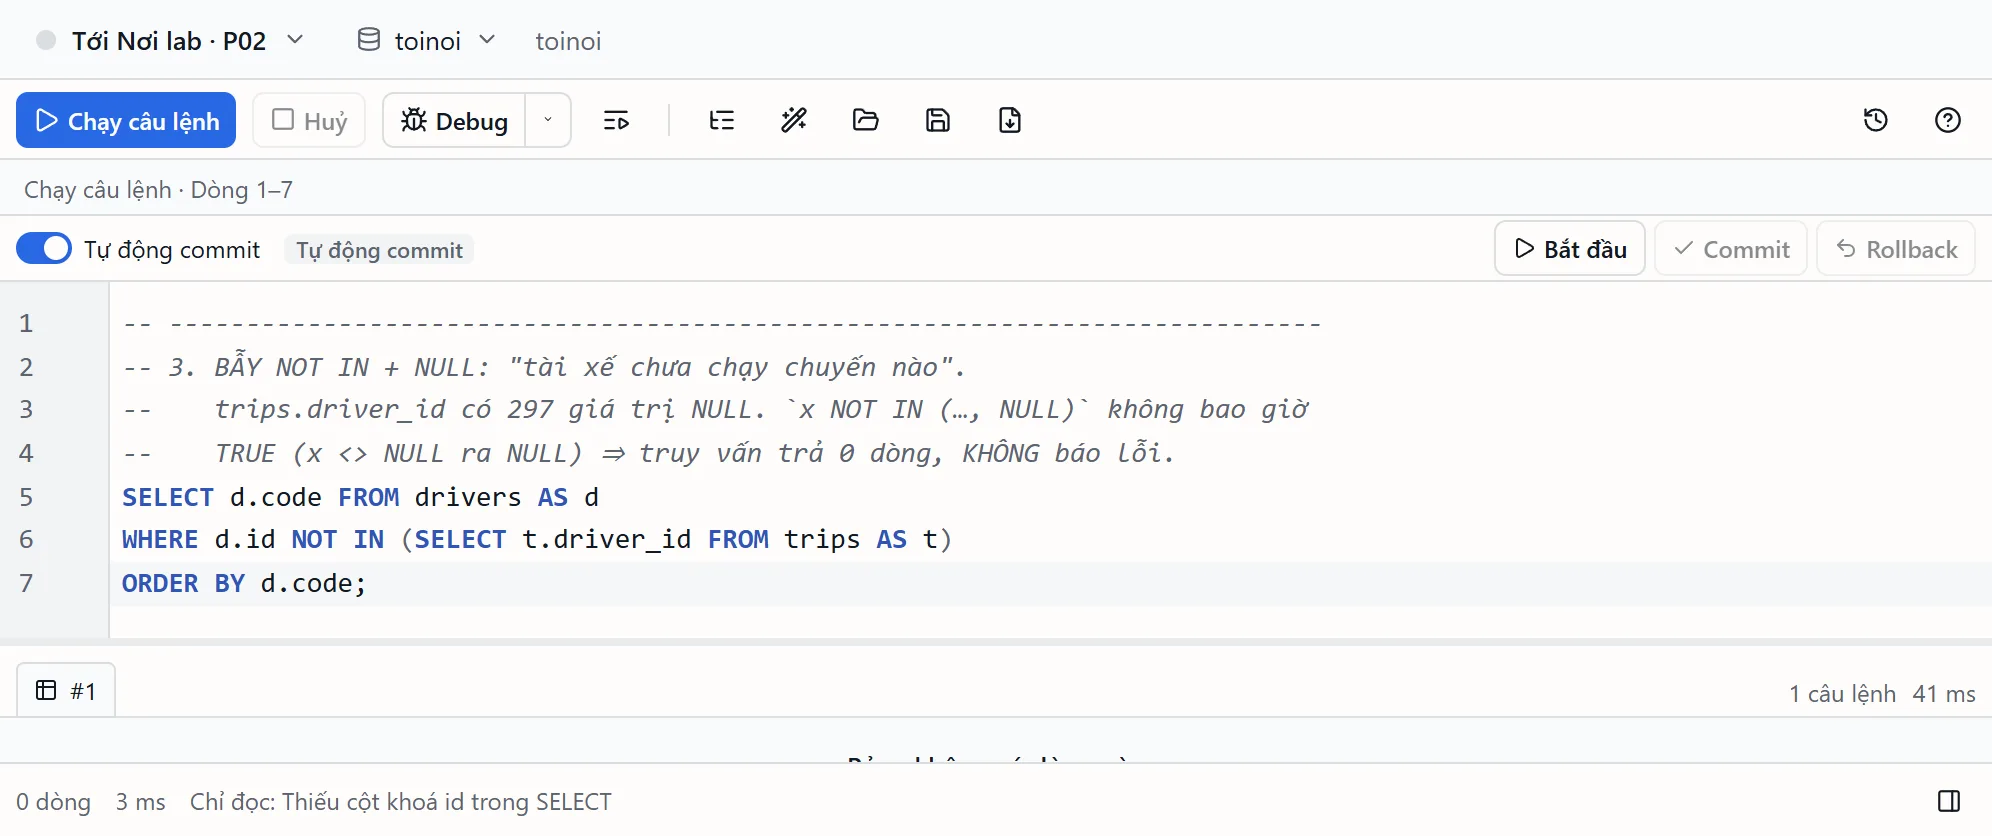 Tới Nơi lab · P02 toinoi toinoi
Chạy câu lệnh Huỷ Debug
Chạy câu lệnh · Dòng 1–7
Tự động commit Tự động commit Bắt đầu Commit Rollback
1 -- ---------------------------------------------------------------------------
2 -- 3. BẪY NOT IN + NULL: "tài xế chưa chạy chuyến nào".
3 --    trips.driver_id có 297 giá trị NULL. `x NOT IN (…, NULL)` không bao giờ
4 --    TRUE (x <> NULL ra NULL) ⇒ truy vấn trả 0 dòng, KHÔNG báo lỗi.
5 SELECT d.code FROM drivers AS d
6 WHERE d.id NOT IN (SELECT t.driver_id FROM trips AS t)
7 ORDER BY d.code;
#1 1 câu lệnh 41 ms
0 dòng 3 ms Chỉ đọc: Thiếu cột khoá id trong SELECT